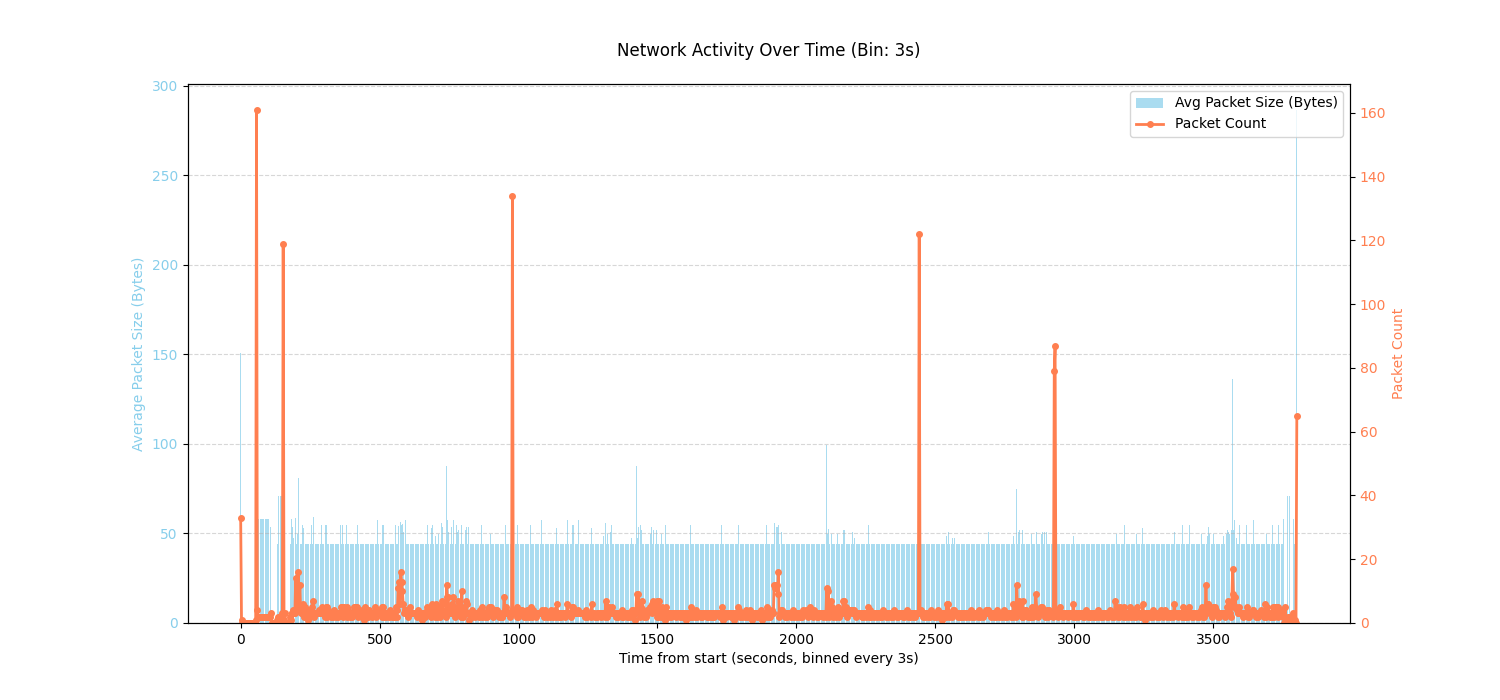 Network Activity Over Time (Bin: 3s)
Avg Packet Size (Bytes)
Packet Count
300
250
200
150
100
50
0
Average Packet Size (Bytes)
160
140
120
100
80
60
40
20
0
Packet Count
0 500 1000 1500 2000 2500 3000 3500
Time from start (seconds, binned every 3s)